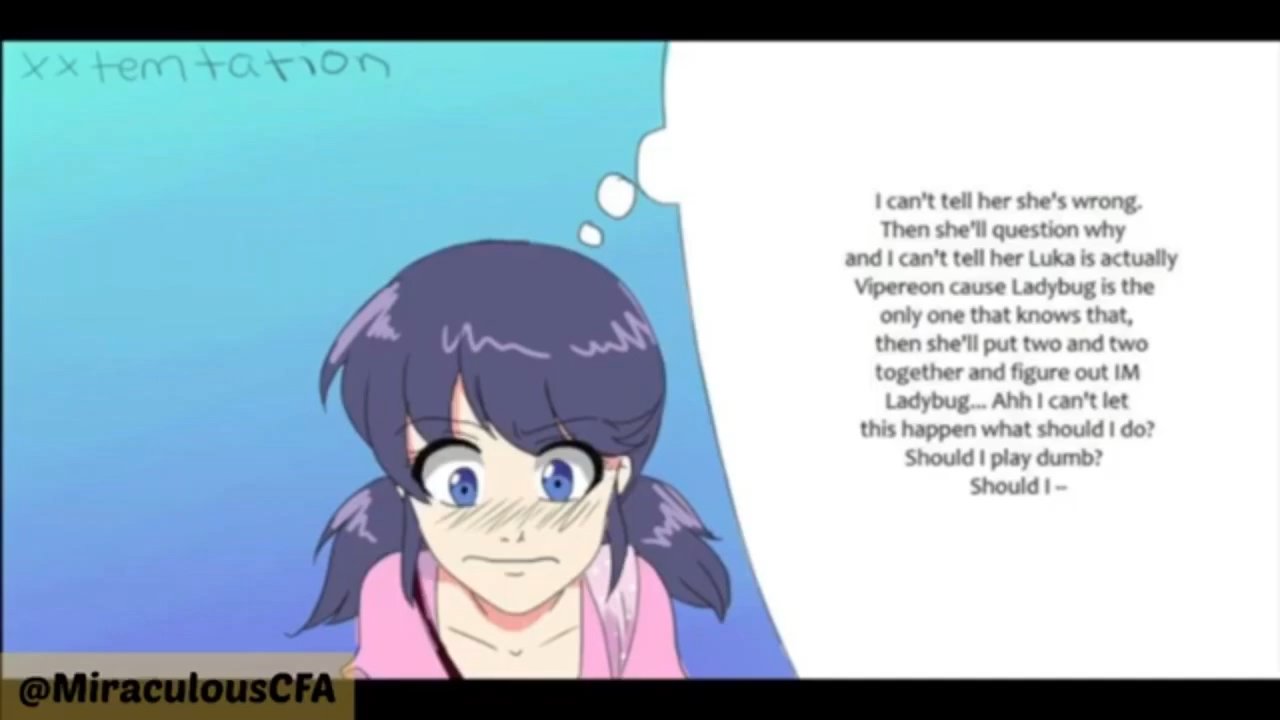 xxtemtation
I can't tell her she's wrong.
Then she'll question why
and I can't tell her Luka is actually
Vipereon cause Ladybug is the
only one that knows that,
then she'll put two and two
together and figure out IM
Ladybug... Ahh I can't let
this happen what should I do?
Should I play dumb?
Should I --
@MiraculousCFA